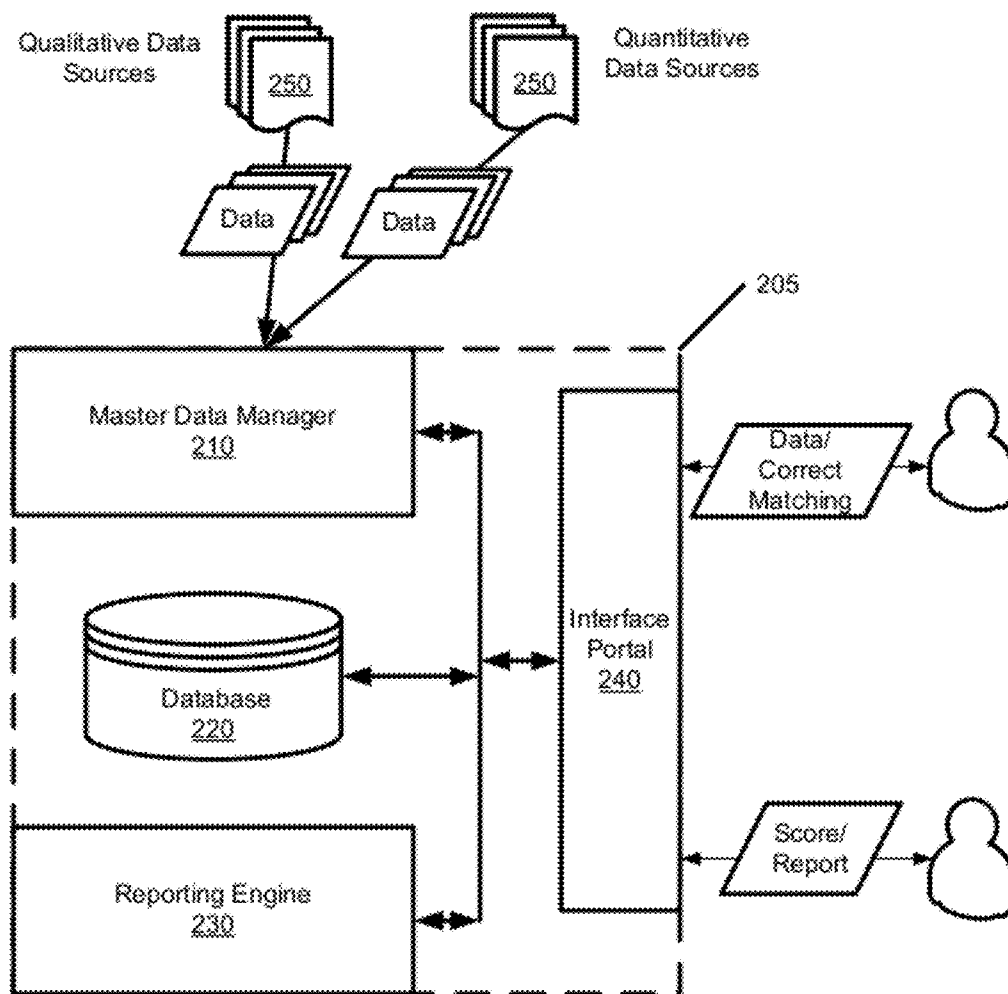 Qualitative Data
Sources
250
250
Quantitative
Data Sources
Data
Data
205
Master Data Manager
210
Data/
Correct
Matching
Interface
Portal
240
Database
220
Reporting Engine
230
Score/
Report